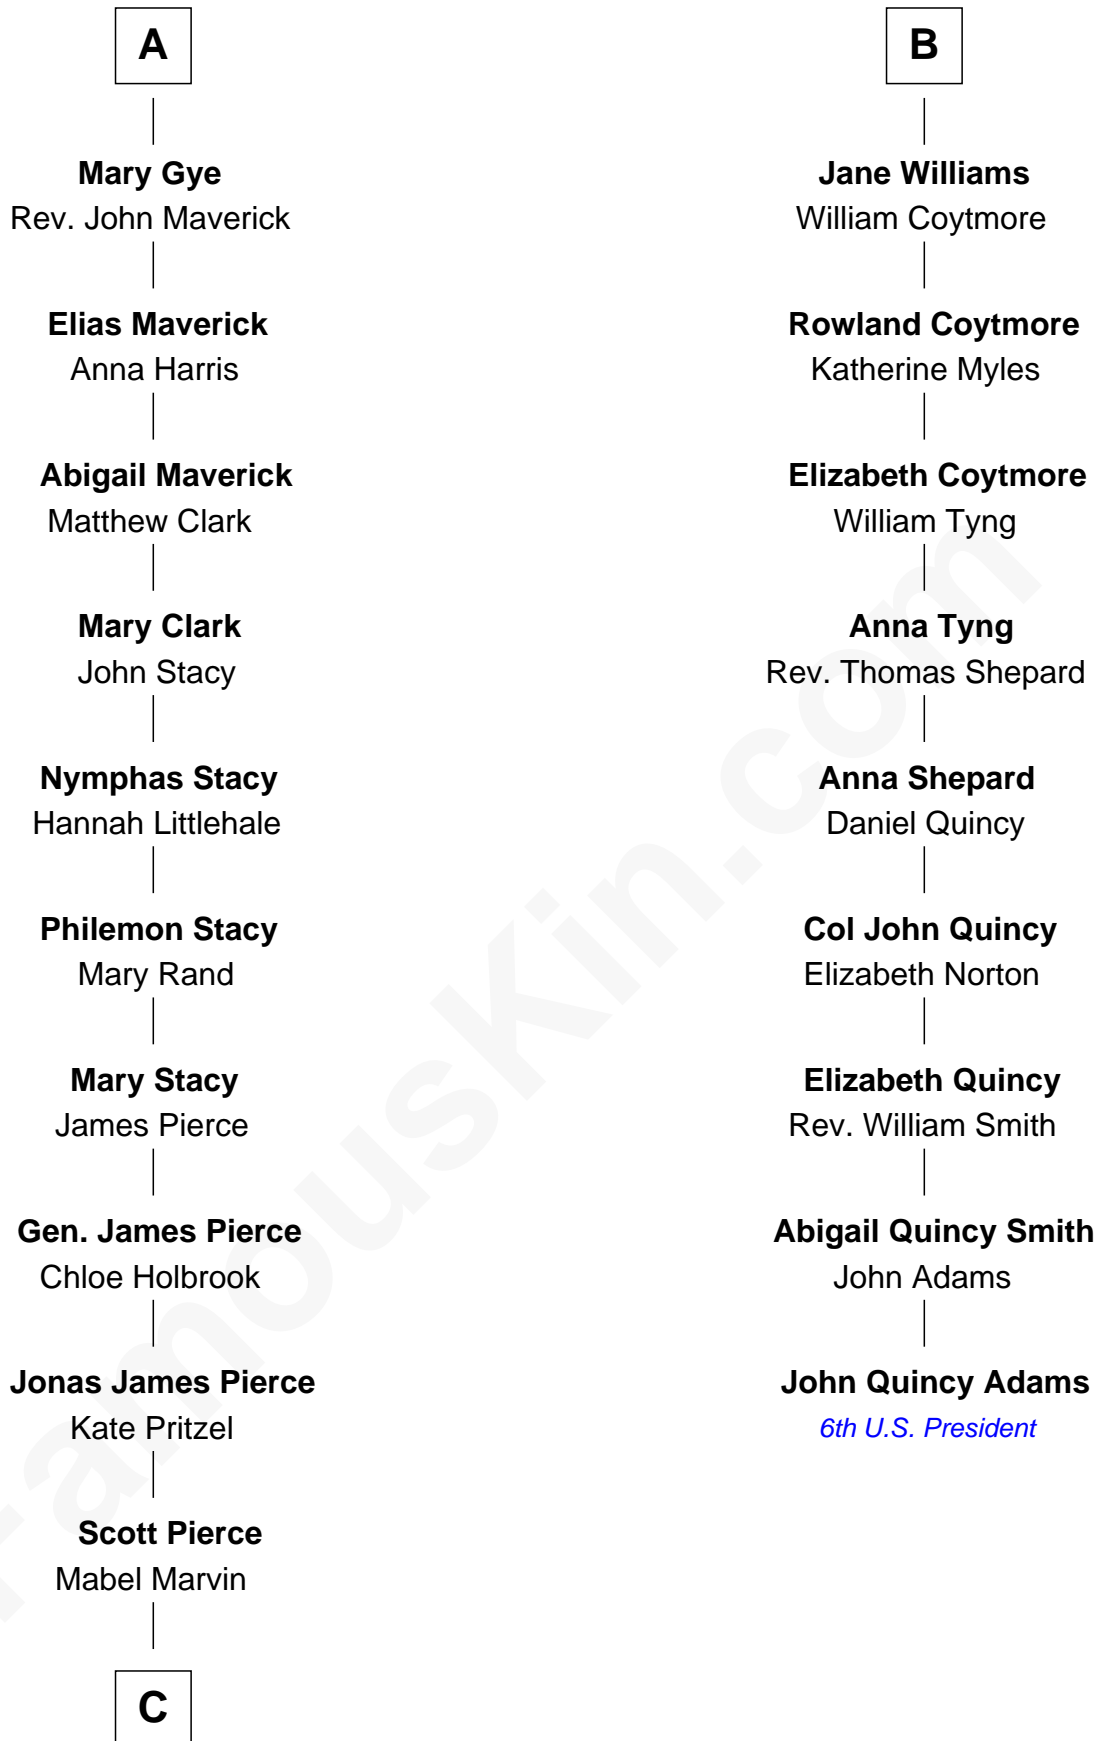 A
Mary Gye
Rev. John Maverick
Elias Maverick
Anna Harris
Abigail Maverick
Matthew Clark
Mary Clark
John Stacy
Nymphas Stacy
Hannah Littlehale
Philemon Stacy
Mary Rand
Mary Stacy
James Pierce
Gen. James Pierce
Chloe Holbrook
Jonas James Pierce
Kate Pritzel
Scott Pierce
Mabel Marvin
C
B
Jane Williams
William Coytmore
Rowland Coytmore
Katherine Myles
Elizabeth Coytmore
William Tyng
Anna Tyng
Rev. Thomas Shepard
Anna Shepard
Daniel Quincy
Col John Quincy
Elizabeth Norton
Elizabeth Quincy
Rev. William Smith
Abigail Quincy Smith
John Adams
John Quincy Adams
6th U.S. President
FamousKin.com